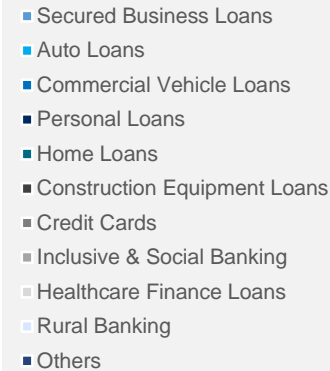 Secured Business Loans
Auto Loans
Commercial Vehicle Loans
Personal Loans
Home Loans
Construction Equipment Loans
Credit Cards
Inclusive & Social Banking
Healthcare Finance Loans
Rural Banking
Others